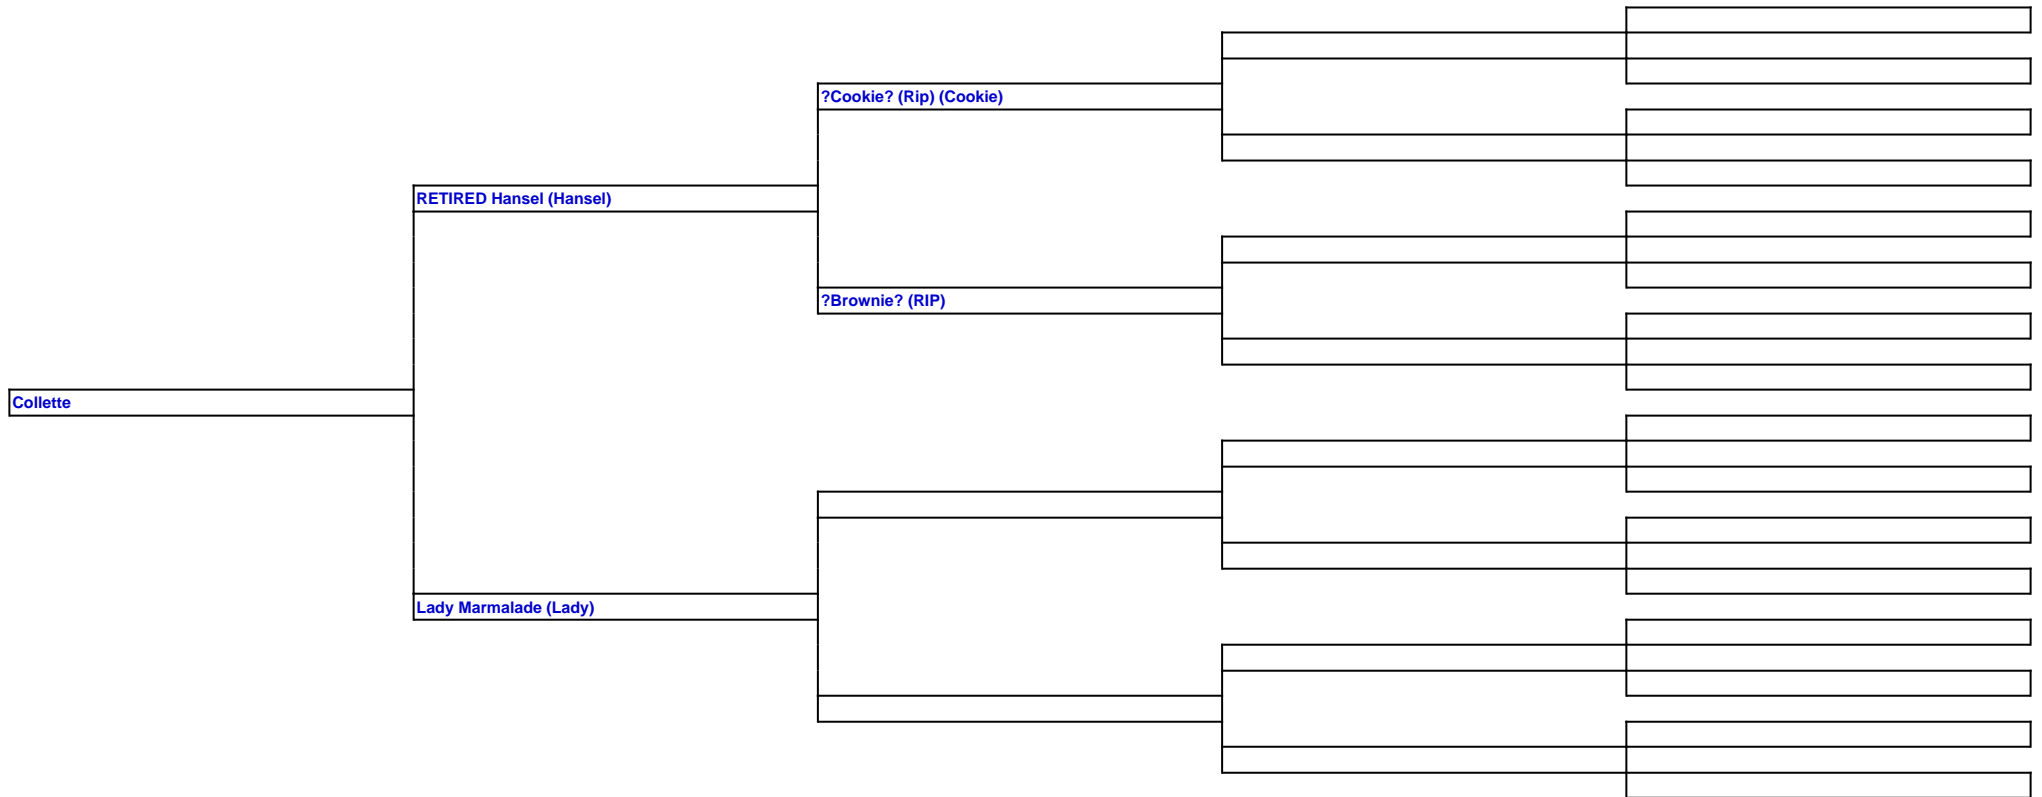 ?Cookie? (Rip) (Cookie)
RETIRED Hansel (Hansel)
?Brownie? (RIP)
Collette
Lady Marmalade (Lady)